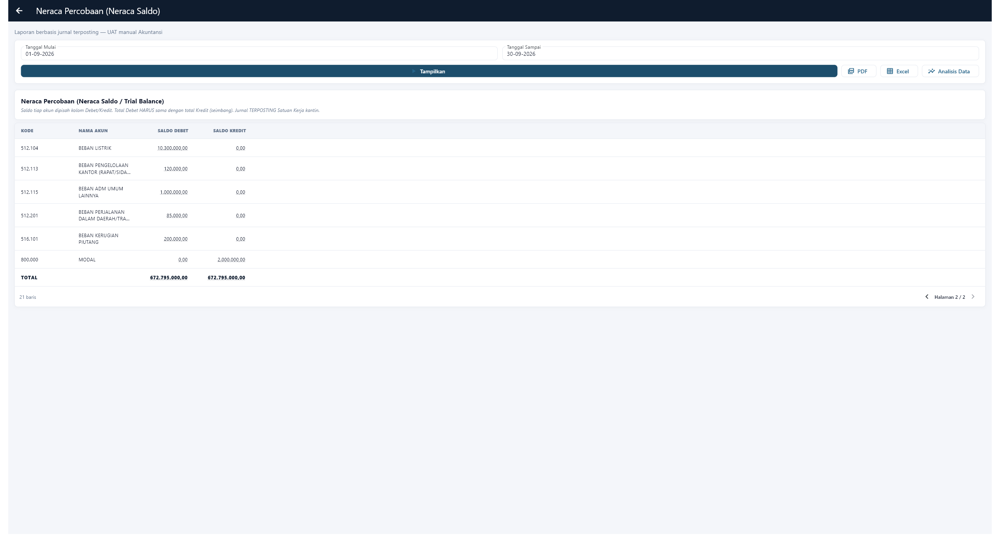 Neraca Percobaan (Neraca Saldo)
Laporan berbasis jurnal terposting — UAT manual Akuntansi
Tanggal Mulai
01-09-2026
Tanggal Sampai
30-09-2026
Tampilkan
PDF
Excel
Analisis Data
Neraca Percobaan (Neraca Saldo / Trial Balance)
Saldo tiap akun dipisah kolom Debet/Kredit. Total Debet HARUS sama dengan total Kredit (seimbang). Jurnal TERPOSTING Satuan Kerja kantin.
KODE NAMA AKUN SALDO DEBET SALDO KREDIT
512.104 BEBAN LISTRIK 10.300.000,00 0,00
512.113 BEBAN PENGELOLAAN KANTOR (RAPAT/SIDA... 120.000,00 0,00
512.115 BEBAN ADM UMUM LAINNYA 1.000.000,00 0,00
512.201 BEBAN PERJALANAN DALAM DAERAH/TRA... 85.000,00 0,00
516.101 BEBAN KERUGIAN PIUTANG 200.000,00 0,00
800.000 MODAL 0,00 2.000.000,00
TOTAL 672.795.000,00 672.795.000,00
21 baris
Halaman 2 / 2